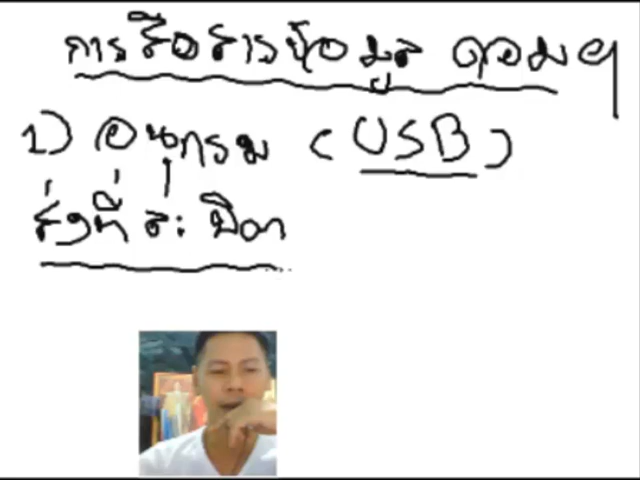 การสื่อสารข้อมูล คอมฯ
1) อนุกรม (USB)
ส่งที่ละบิต